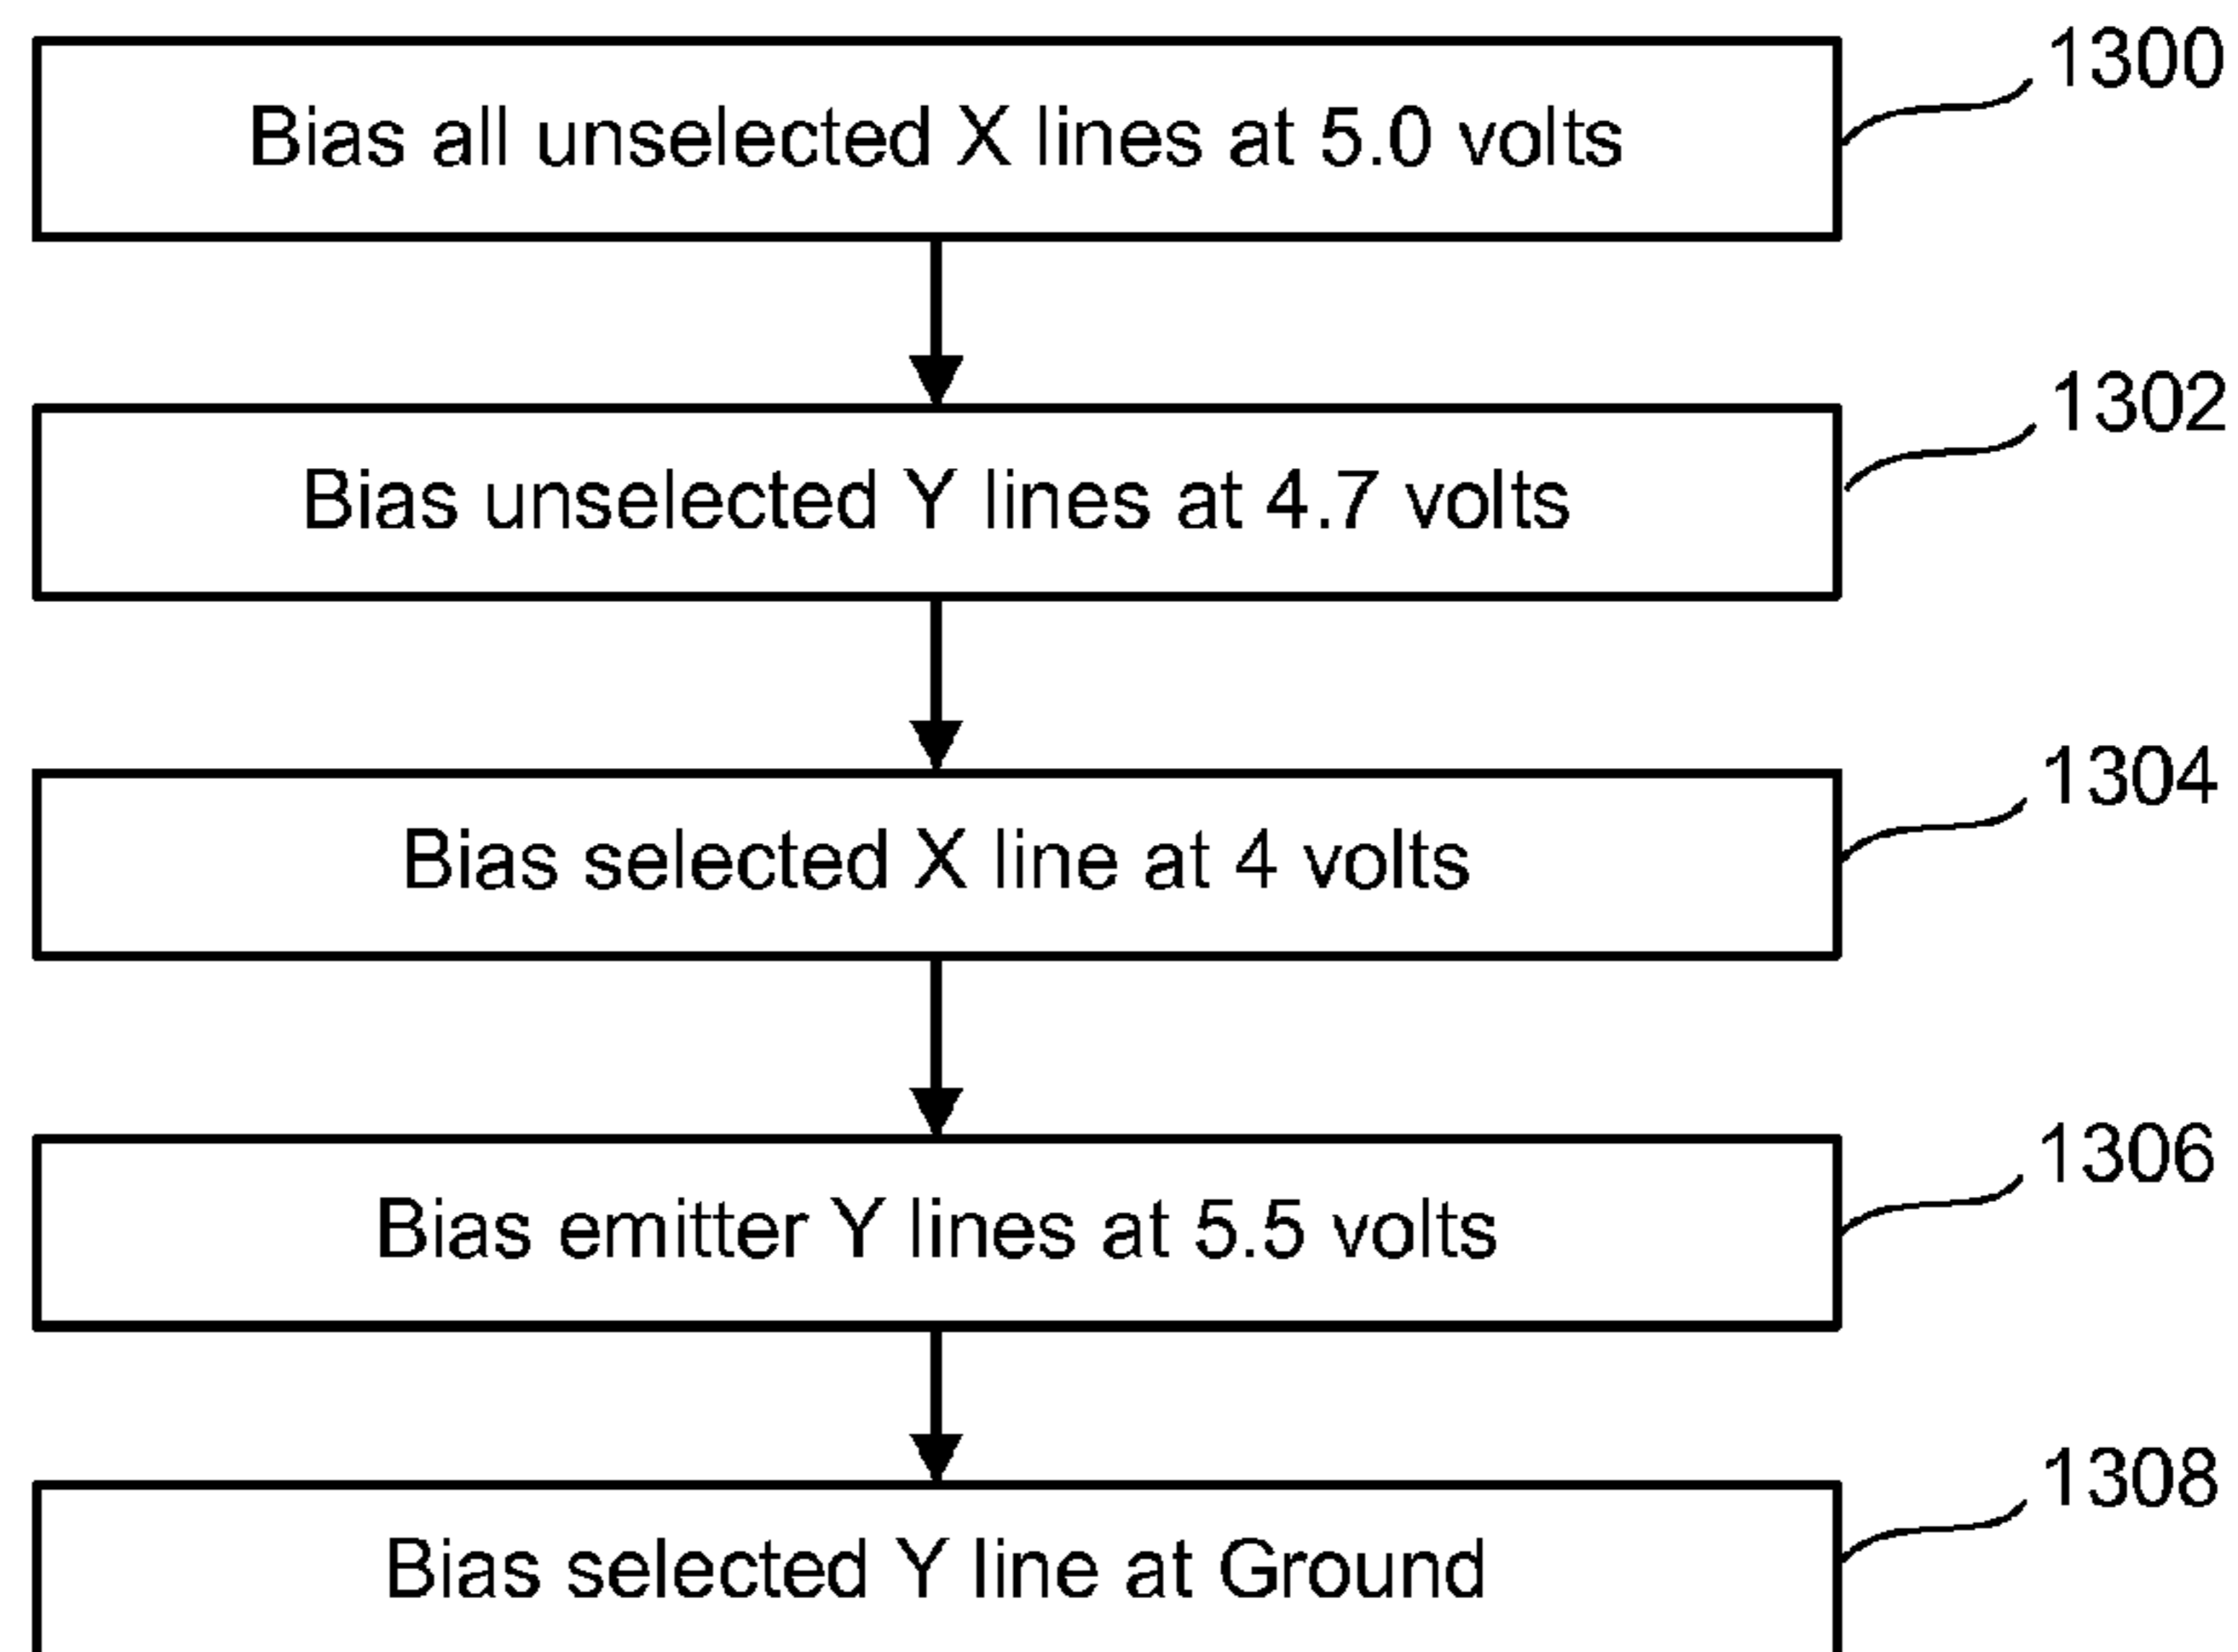 1300
Bias all unselected X lines at 5.0 volts
1302
Bias unselected Y lines at 4.7 volts
1304
Bias selected X line at 4 volts
1306
Bias emitter Y lines at 5.5 volts
1308
Bias selected Y line at Ground